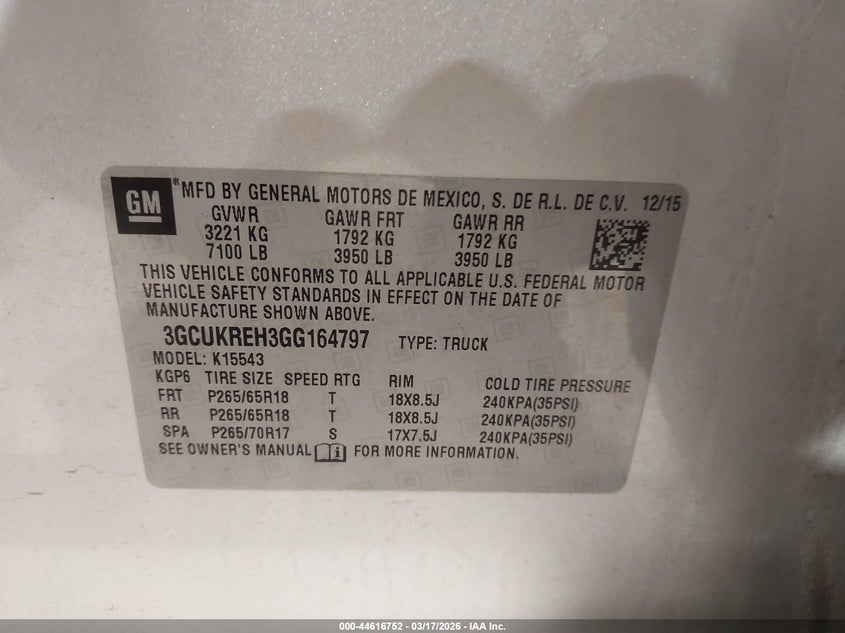 GM ® MFD BY GENERAL MOTORS DE MEXICO, S. DE R.L. DE C.V. 12/15
GVWR GAWR FRT GAWR RR
3221 KG 1792 KG 1792 KG
7100 LB 3950 LB 3950 LB
THIS VEHICLE CONFORMS TO ALL APPLICABLE U.S. FEDERAL MOTOR
VEHICLE SAFETY STANDARDS IN EFFECT ON THE DATE OF
MANUFACTURE SHOWN ABOVE.
3GCUKREH3GG164797 TYPE: TRUCK
MODEL: K15543
KGP6 TIRE SIZE SPEED RTG RIM COLD TIRE PRESSURE
FRT P265/65R18 T 18X8.5J 240KPA(35PSI)
RR P265/65R18 T 18X8.5J 240KPA(35PSI)
SPA P265/70R17 S 17X7.5J 240KPA(35PSI)
SEE OWNER'S MANUAL i FOR MORE INFORMATION.
000-44616752 — 03/17/2026 — IAA Inc.